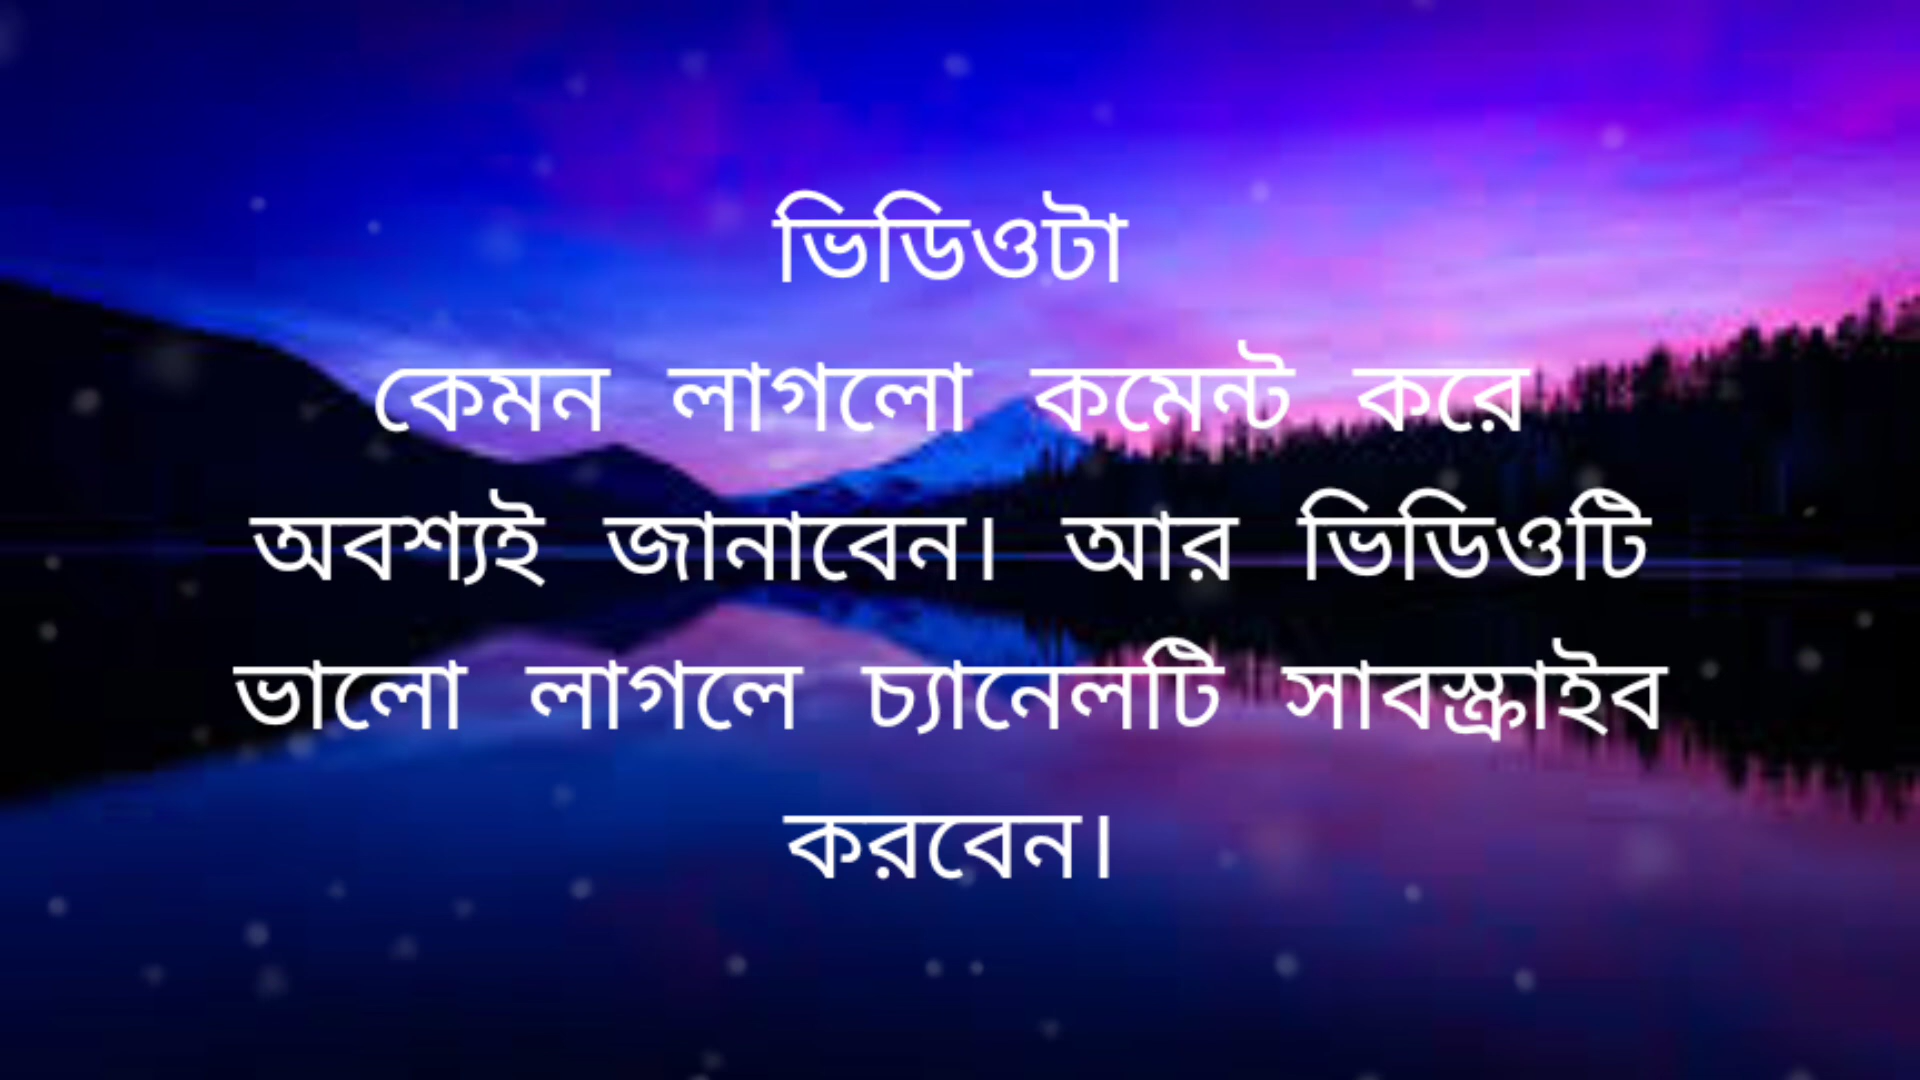 ভিডিওটা
কেমন লাগলো কমেন্ট করে
অবশ্যই জানাবেন। আর ভিডিওটি
ভালো লাগলে চ্যানেলটি সাবস্ক্রাইব
করবেন।